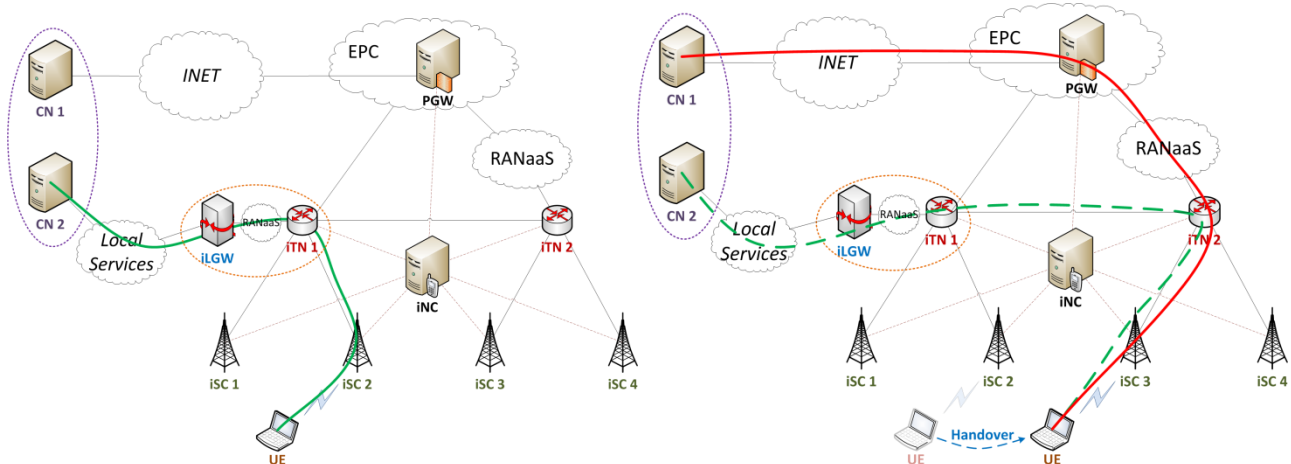 EPC
INET
CN 1
PGW
RANaaS
CN 2
Local
Services
iLGW
RANaaS
iTN 1
iTN 2
iNC
iSC 1
iSC 2
iSC 3
iSC 4
UE
EPC
INET
CN 1
PGW
RANaaS
CN 2
Local
Services
iLGW
RANaaS
iTN 1
iTN 2
iNC
iSC 1
iSC 2
iSC 3
iSC 4
Handover
UE
UE